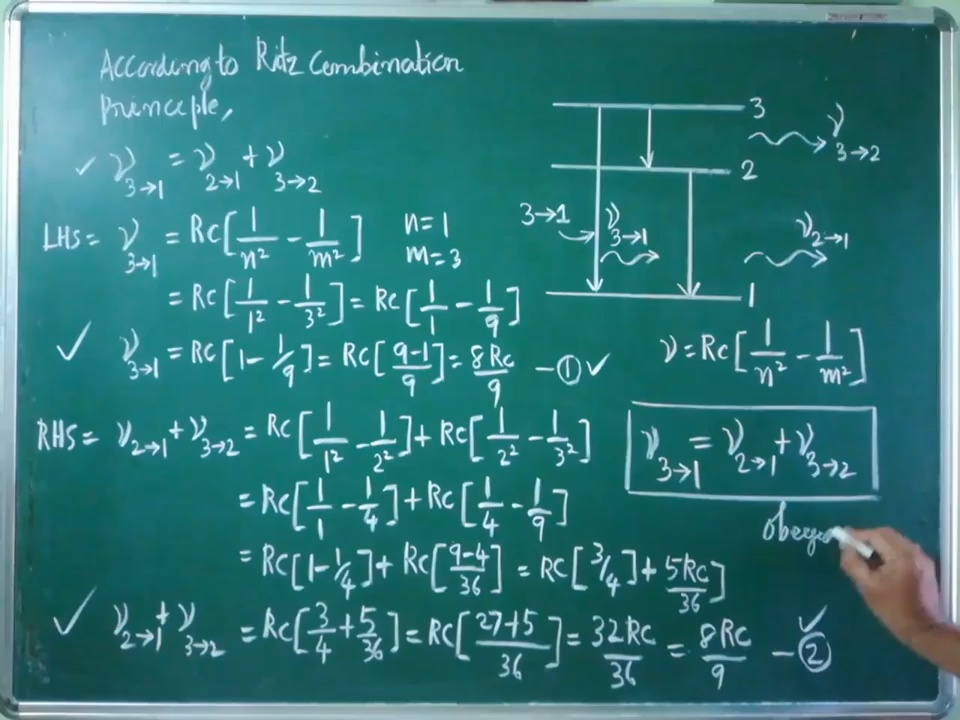 According to Ritz Combination
Principle,
✓ ν₃→₁ = ν₂→₁ + ν₃→₂
LHS = ν₃→₁ = Rc[1/n² − 1/m²] n=1
m=3
= Rc[1/1² − 1/3²] = Rc[1/1 − 1/9]
✓ ν₃→₁ = Rc[1 − 1/9] = Rc[(9−1)/9] = 8Rc/9 — ① ✓
RHS = ν₂→₁ + ν₃→₂ = Rc[1/1² − 1/2²] + Rc[1/2² − 1/3²]
= Rc[1/1 − 1/4] + Rc[1/4 − 1/9]
= Rc[1 − 1/4] + Rc[(9−4)/36] = Rc[3/4] + 5Rc/36]
✓ ν₂→₁ + ν₃→₂ = Rc[3/4 + 5/36] = Rc[(27+5)/36] = 32Rc/36 = 8Rc/9 — ② ✓
3
ν₃→₂
2
3→1
ν₃→₁
ν₂→₁
1
ν = Rc[1/n² − 1/m²]
ν₃→₁ = ν₂→₁ + ν₃→₂